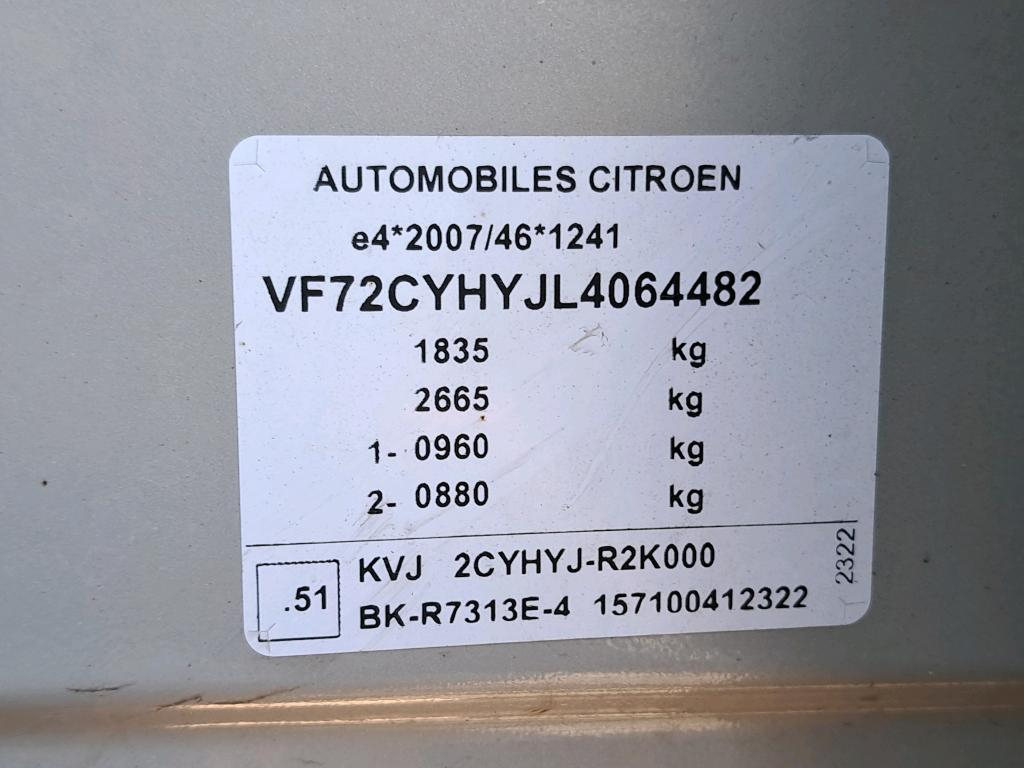 AUTOMOBILES CITROEN
e4*2007/46*1241
VF72CYHYJL4064482
1835 kg
2665 kg
1- 0960 kg
2- 0880 kg
.51
KVJ 2CYHYJ-R2K000
BK-R7313E-4 157100412322
2322